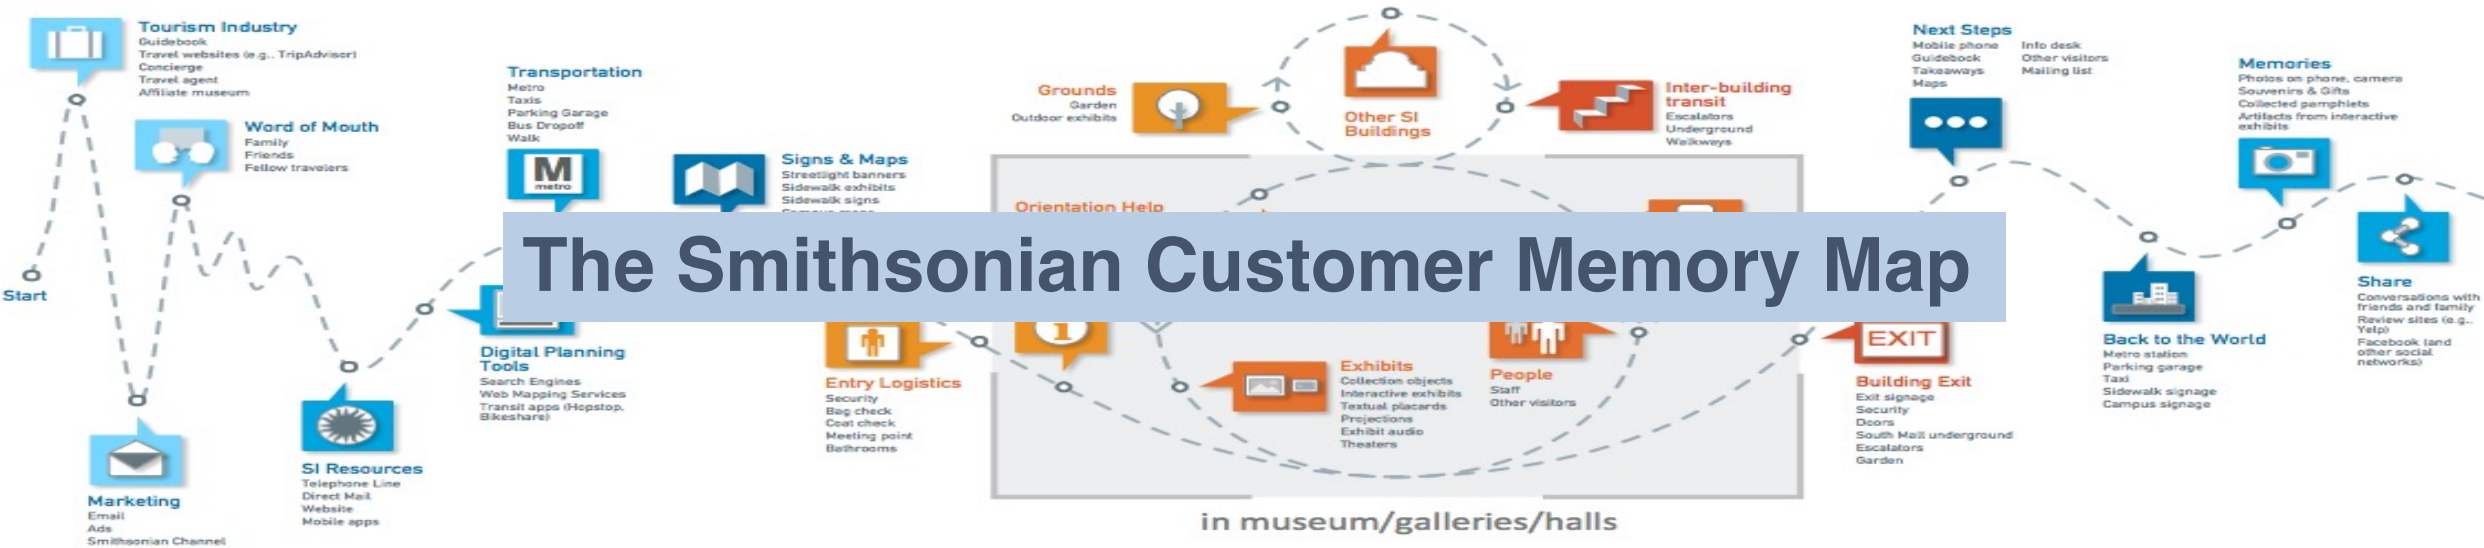 Tourism Industry
Guidebook
Travel websites (e.g., TripAdvisor)
Concierge
Travel agent
Affiliate museum
Word of Mouth
Family
Friends
Fellow travelers
Start
Marketing
Email
Ads
Smithsonian Channel
SI Resources
Telephone Line
Direct Mail
Website
Mobile apps
Transportation
Metro
Taxis
Parking Garage
Bus Dropoff
Walk
M
metro
Digital Planning
Tools
Search Engines
Web Mapping Services
Transit apps (Hopstop,
Bikeshare)
Signs & Maps
Streetlight banners
Sidewalk exhibits
Sidewalk signs
The Smithsonian Customer Memory Map
Entry Logistics
Security
Bag check
Coat check
Meeting point
Bathrooms
Grounds
Garden
Outdoor exhibits
Other SI
Buildings
Inter-building
transit
Escalators
Underground
Walkways
Orientation Help
i
Exhibits
Collection objects
Interactive exhibits
Textual placards
Projections
Exhibit audio
Theaters
People
Staff
Other visitors
in museum/galleries/halls
EXIT
Building Exit
Exit signage
Security
Doors
South Mall underground
Escalators
Garden
Next Steps
Mobile phone
Guidebook
Takeaways
Maps
Info desk
Other visitors
Mailing list
Back to the World
Metro station
Parking garage
Taxi
Sidewalk signage
Campus signage
Memories
Photos on phone, camera
Souvenirs & Gifts
Collected pamphlets
Artifacts from interactive
exhibits
Share
Conversations with
friends and family
Review sites (e.g.,
Yelp)
Facebook (and
other social
networks)